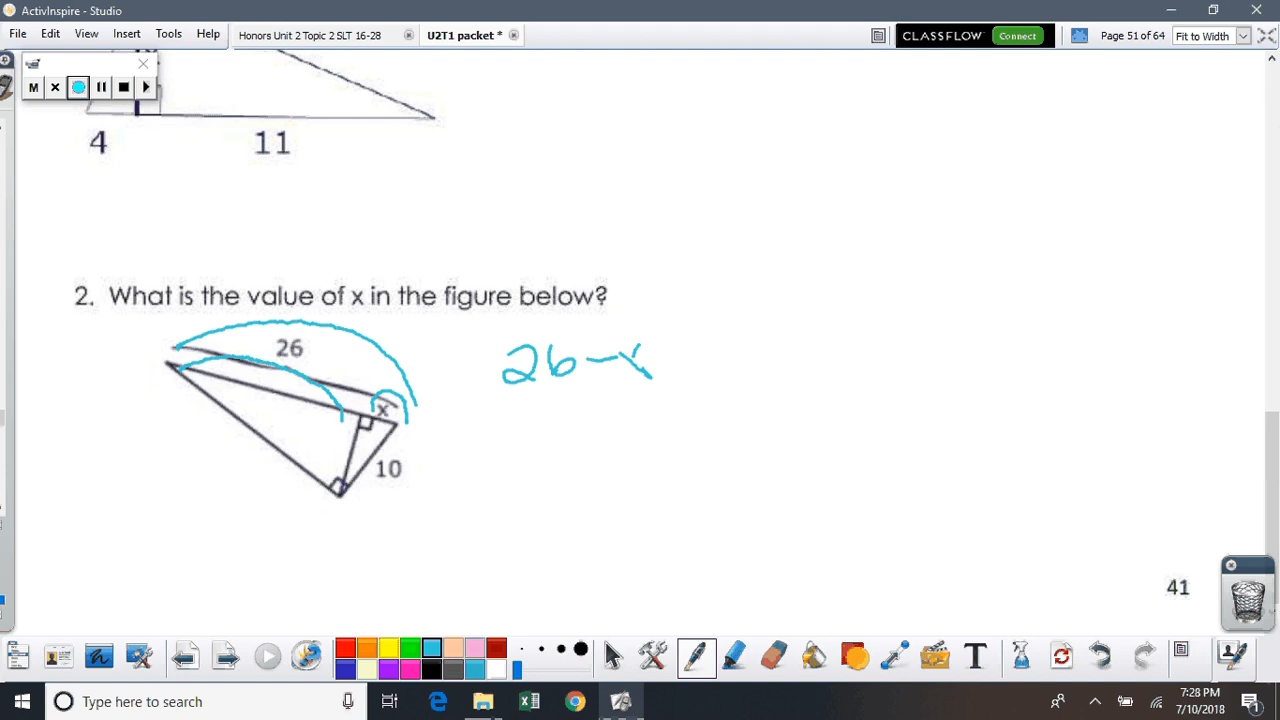 ActivInspire - Studio
File Edit View Insert Tools Help
Honors Unit 2 Topic 2 SLT 16-28
U2T1 packet *
CLASSFLOW Connect
Page 51 of 64
Fit to Width
M
4 11
2. What is the value of x in the figure below?
26
26-x
x
10
41
T
Type here to search
7:28 PM
7/10/2018